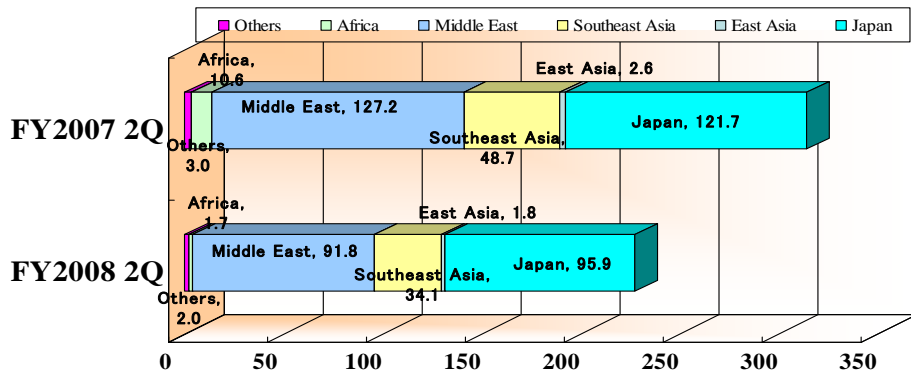 Others Africa Middle East Southeast Asia East Asia Japan
Africa,
10.6
East Asia, 2.6
Middle East, 127.2
Japan, 121.7
FY2007 2Q
Southeast Asia,
48.7
Others,
3.0
Africa,
1.7
East Asia, 1.8
Middle East, 91.8
Japan, 95.9
FY2008 2Q
Southeast Asia,
34.1
Others,
2.0
0 50 100 150 200 250 300 350